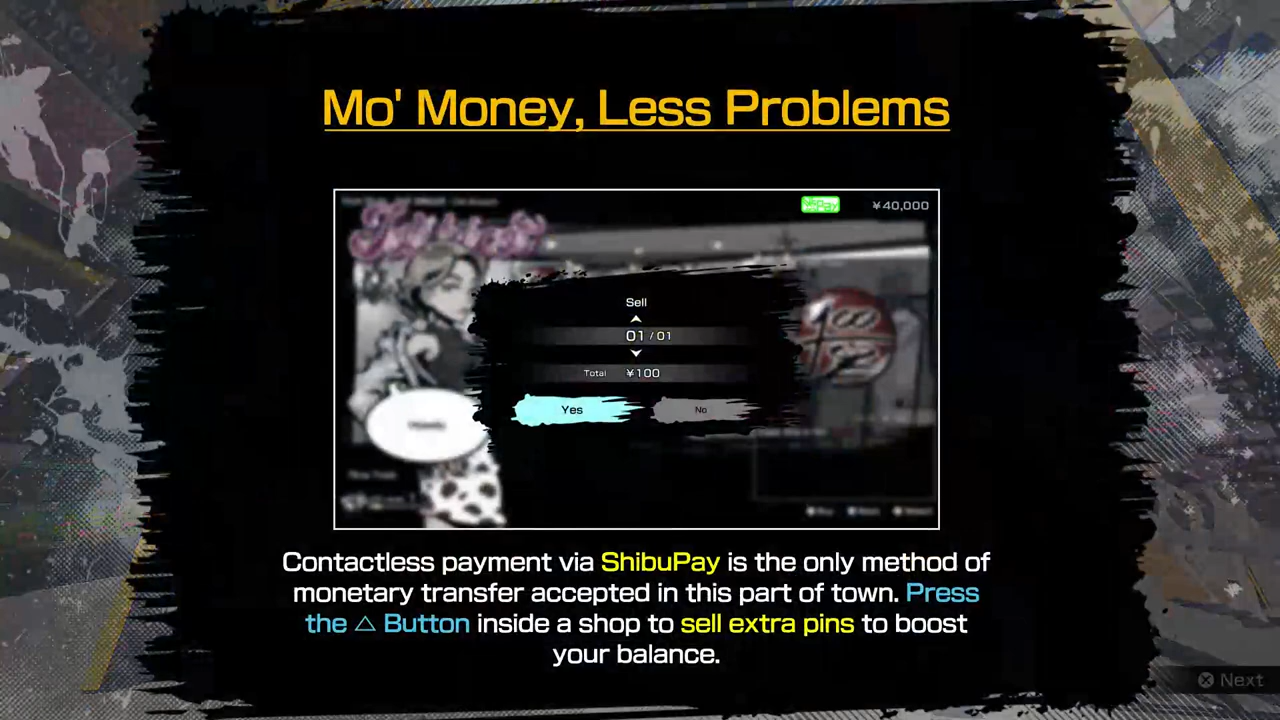 Mo' Money, Less Problems
¥40,000
Sell
01 / 01
Total ¥100
Yes No
Contactless payment via ShibuPay is the only method of
monetary transfer accepted in this part of town. Press
the △ Button inside a shop to sell extra pins to boost
your balance.
Next